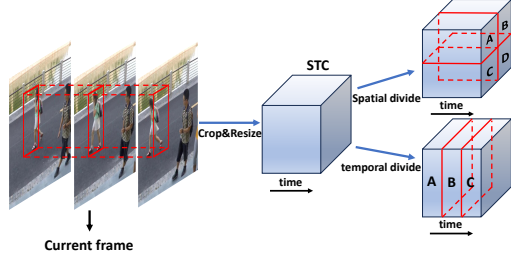 Current frame
Crop&Resize
STC
time
Spatial divide
temporal divide
A
B
C
D
time
A
B
C
time